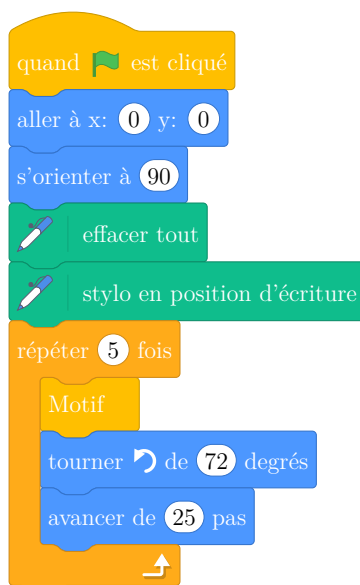 quand est cliqué
aller à x: 0 y: 0
s'orienter à 90
effacer tout
stylo en position d'écriture
répéter 5 fois
Motif
tourner de 72 degrés
avancer de 25 pas